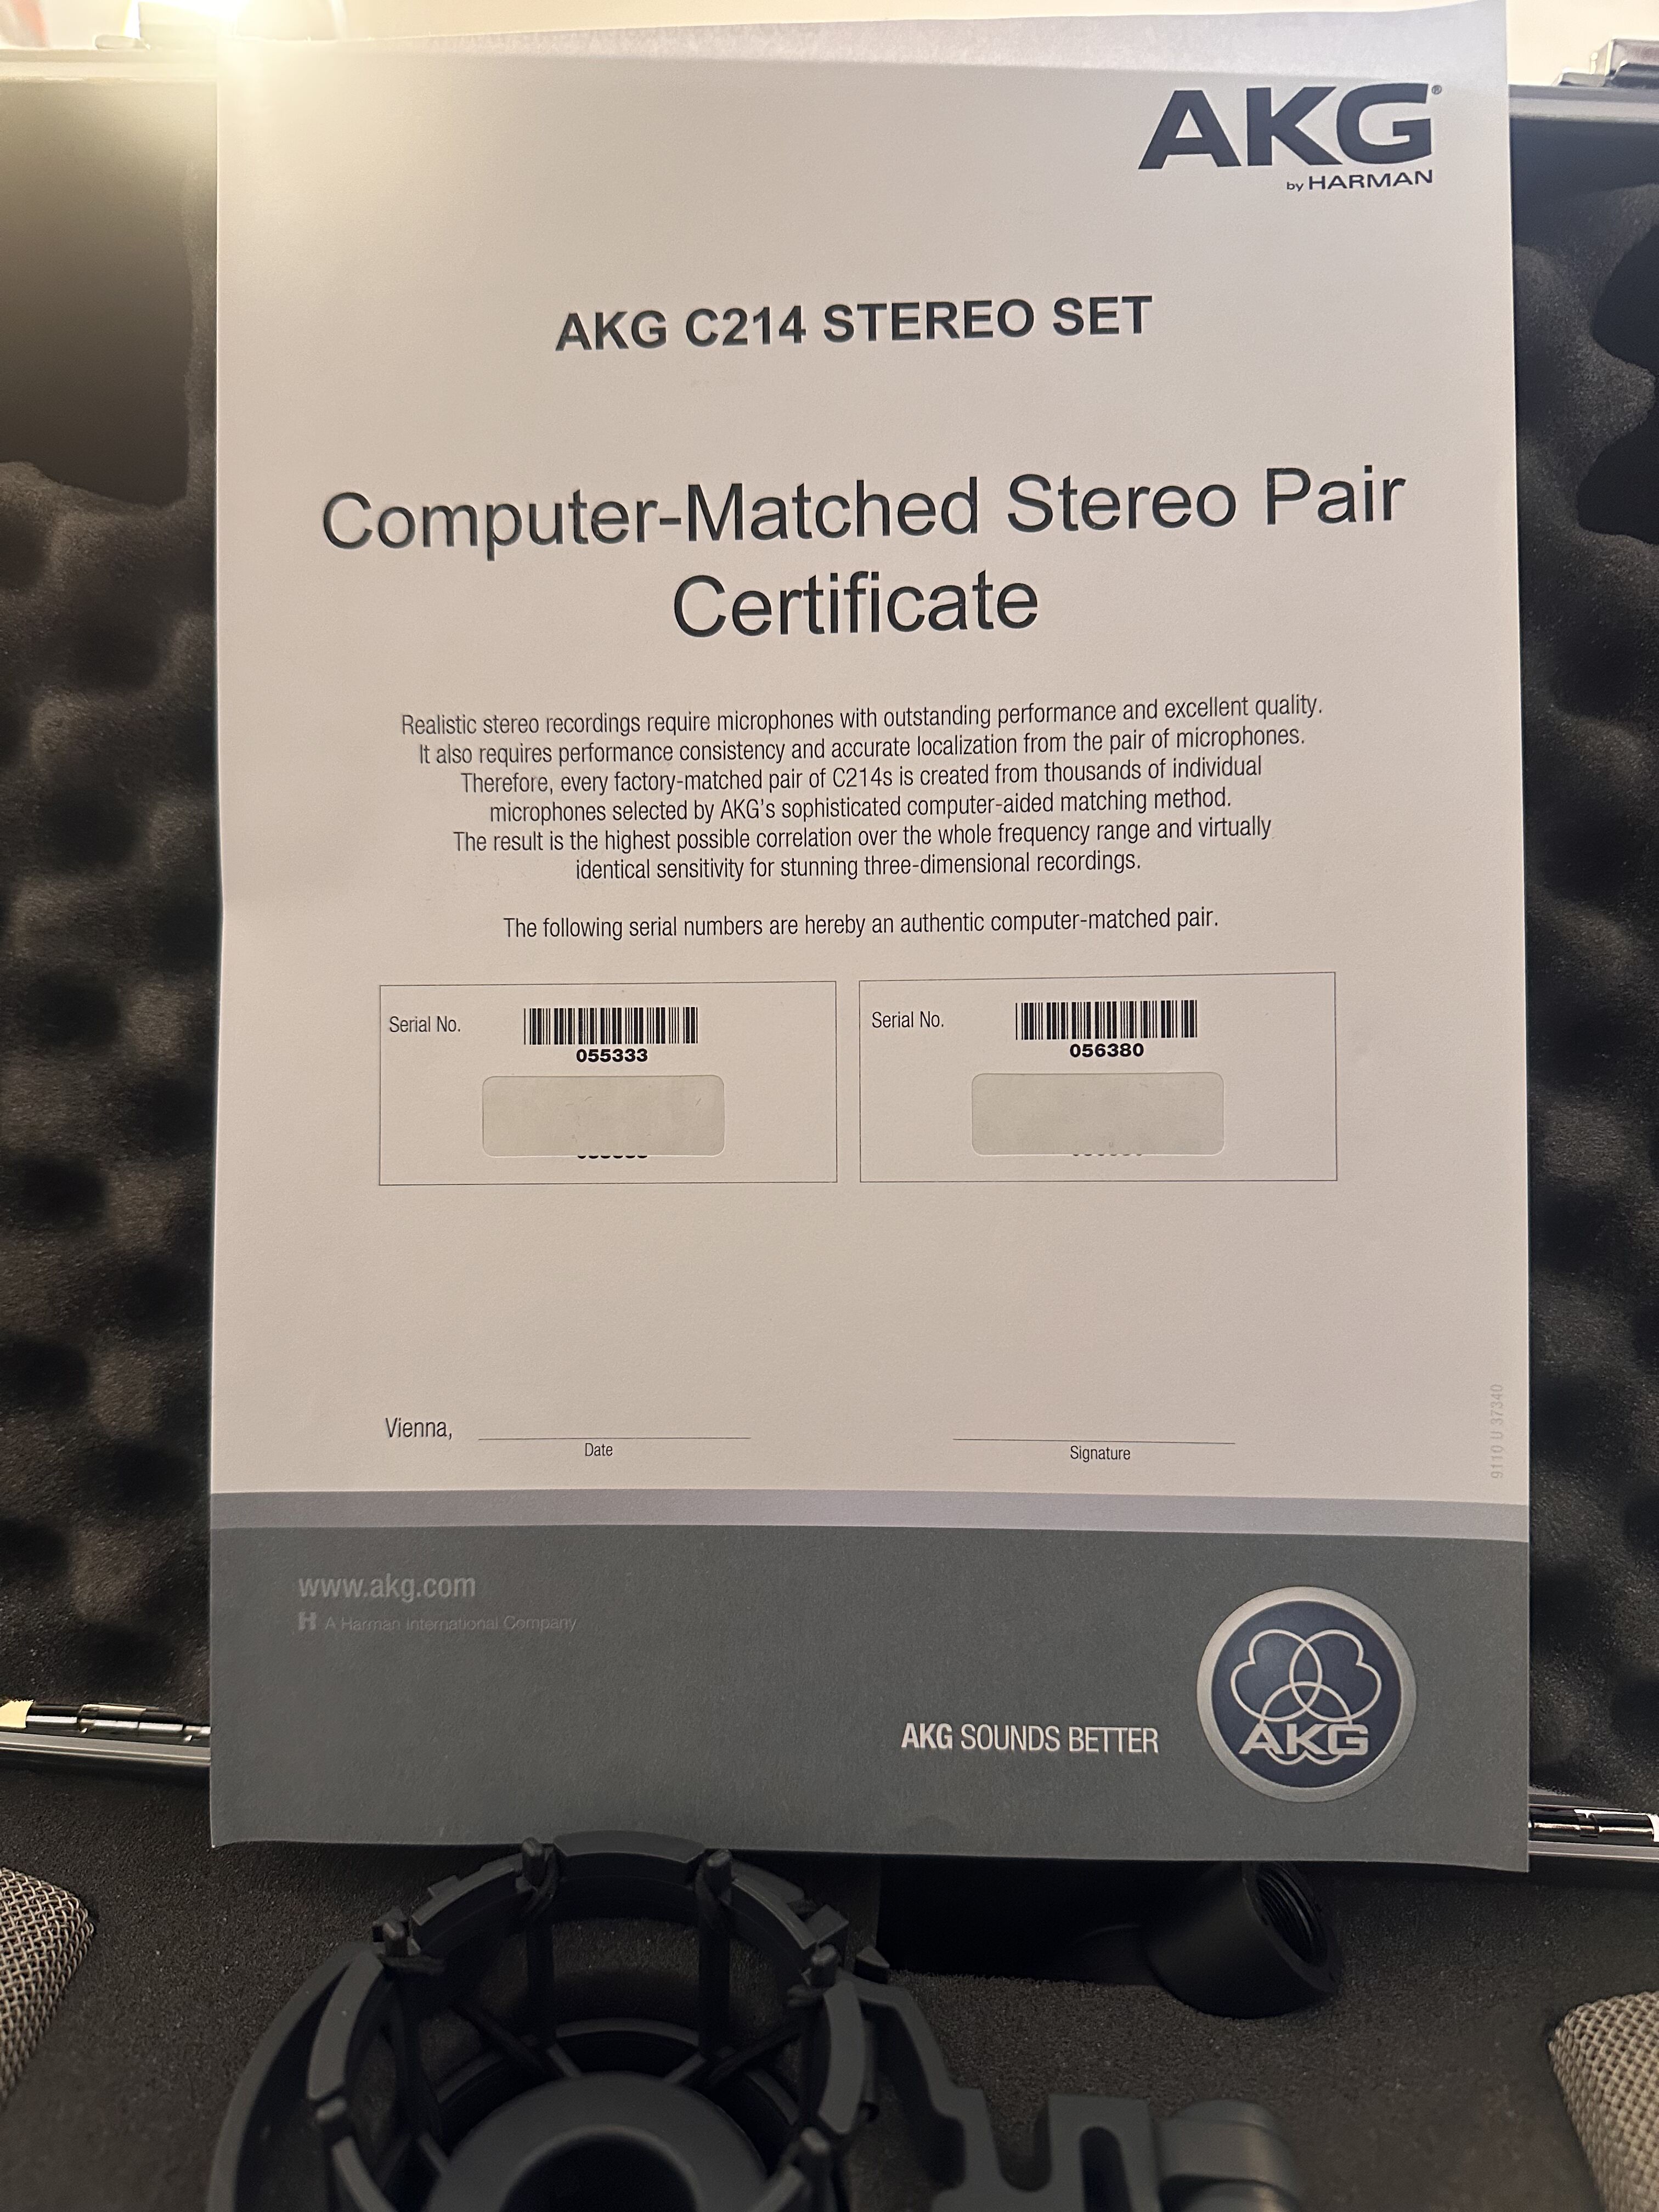 AKG®
by HARMAN
AKG C214 STEREO SET
Computer-Matched Stereo Pair
Certificate
Realistic stereo recordings require microphones with outstanding performance and excellent quality.
It also requires performance consistency and accurate localization from the pair of microphones.
Therefore, every factory-matched pair of C214s is created from thousands of individual
microphones selected by AKG's sophisticated computer-aided matching method.
The result is the highest possible correlation over the whole frequency range and virtually
identical sensitivity for stunning three-dimensional recordings.
The following serial numbers are hereby an authentic computer-matched pair.
Serial No.
055333
Serial No.
056380
Vienna,
Date
Signature
9110 U 37340
www.akg.com
H A Harman International Company
AKG SOUNDS BETTER
AKG